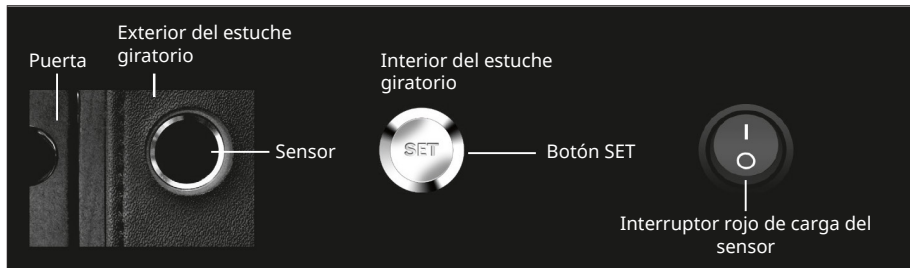 Exterior del estuche
giratorio
Puerta
Interior del estuche
giratorio
Sensor
SET
Botón SET
Interruptor rojo de carga del
sensor